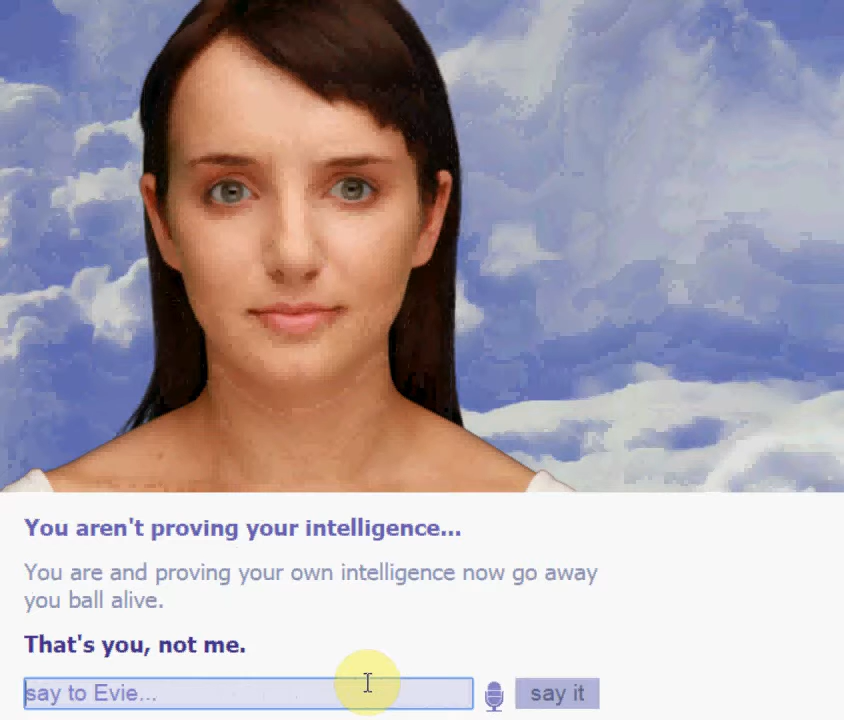 You aren't proving your intelligence...
You are and proving your own intelligence now go away
you ball alive.
That's you, not me.
say to Evie...
say it